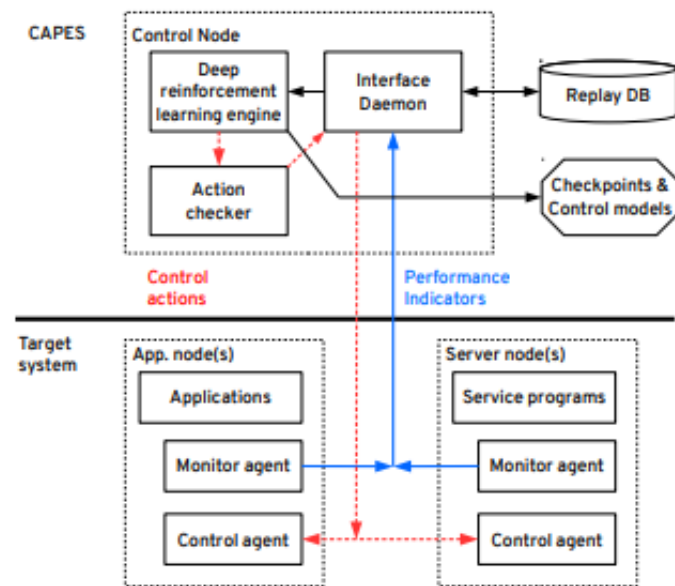 CAPES
Control Node
Deep
reinforcement
learning engine
Interface
Daemon
Replay DB
Action
checker
Checkpoints &
Control models
Control
actions
Performance
Indicators
Target
system
App. node(s)
Server node(s)
Applications
Service programs
Monitor agent
Monitor agent
Control agent
Control agent